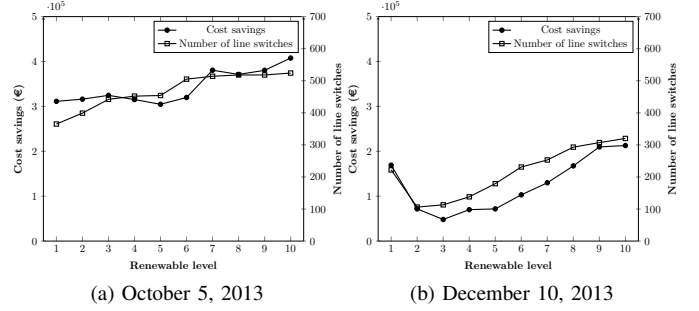 ·10⁵
5
4
3
2
1
0
Cost savings (€)
700
600
500
400
300
200
100
0
Number of line switches
Cost savings
Number of line switches
1 2 3 4 5 6 7 8 9 10
Renewable level
(a) October 5, 2013
·10⁵
5
4
3
2
1
0
Cost savings (€)
700
600
500
400
300
200
100
0
Number of line switches
Cost savings
Number of line switches
1 2 3 4 5 6 7 8 9 10
Renewable level
(b) December 10, 2013